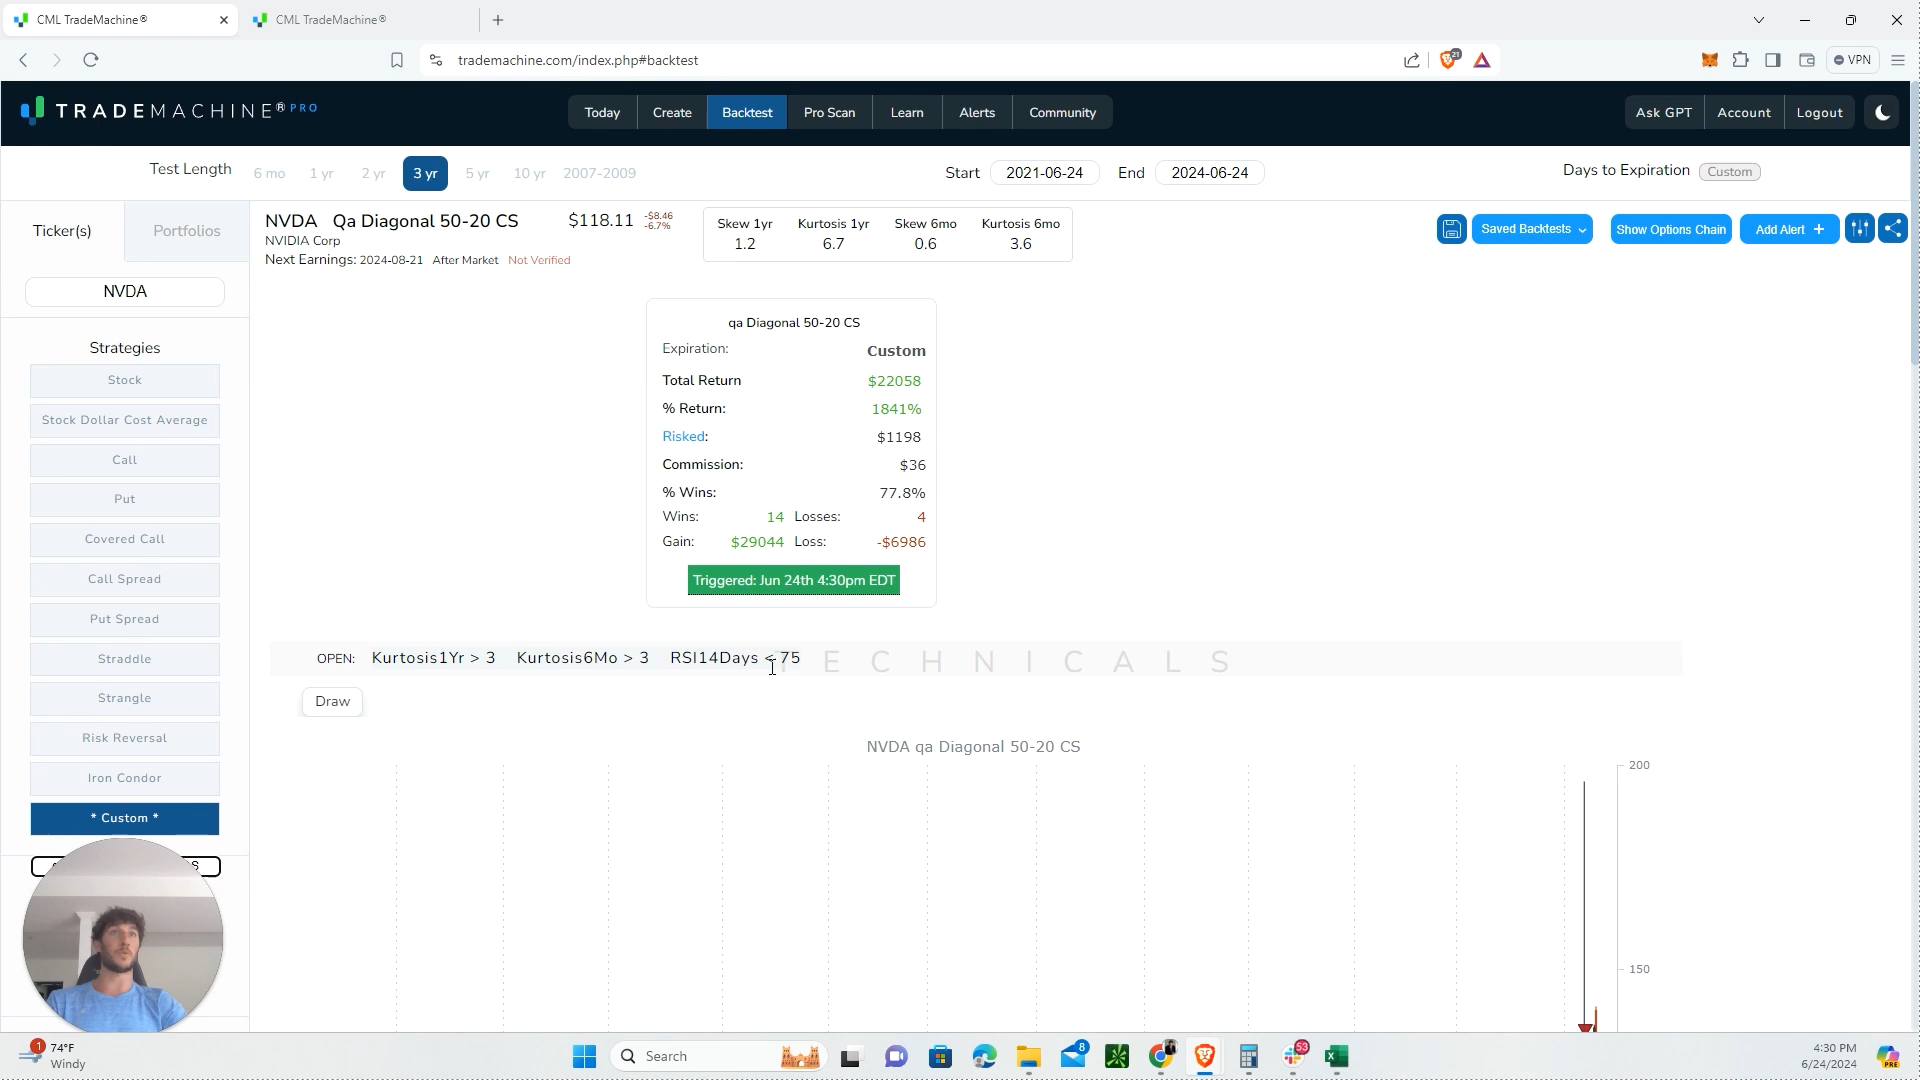 CML TradeMachine®
CML TradeMachine®
trademachine.com/index.php#backtest
21
VPN
TRADEMACHINE® PRO
Today
Create
Backtest
Pro Scan
Learn
Alerts
Community
Ask GPT
Account
Logout
Test Length
6 mo
1 yr
2 yr
3 yr
5 yr
10 yr
2007-2009
Start
2021-06-24
End
2024-06-24
Days to Expiration
Custom
Ticker(s)
Portfolios
NVDA
Strategies
Stock
Stock Dollar Cost Average
Call
Put
Covered Call
Call Spread
Put Spread
Straddle
Strangle
Risk Reversal
Iron Condor
* Custom *
NVDA Qa Diagonal 50-20 CS
$118.11
-$8.46
-6.7%
NVIDIA Corp
Next Earnings: 2024-08-21 After Market Not Verified
Skew 1yr Kurtosis 1yr Skew 6mo Kurtosis 6mo
1.2 6.7 0.6 3.6
Saved Backtests
Show Options Chain
Add Alert +
qa Diagonal 50-20 CS
Expiration: Custom
Total Return $22058
% Return: 1841%
Risked: $1198
Commission: $36
% Wins: 77.8%
Wins: 14 Losses: 4
Gain: $29044 Loss: -$6986
Triggered: Jun 24th 4:30pm EDT
OPEN: Kurtosis1Yr > 3 Kurtosis6Mo > 3 RSI14Days < 75
TECHNICALS
Draw
NVDA qa Diagonal 50-20 CS
200
150
1
74°F
Windy
Search
8
53
4:30 PM
6/24/2024
PRE